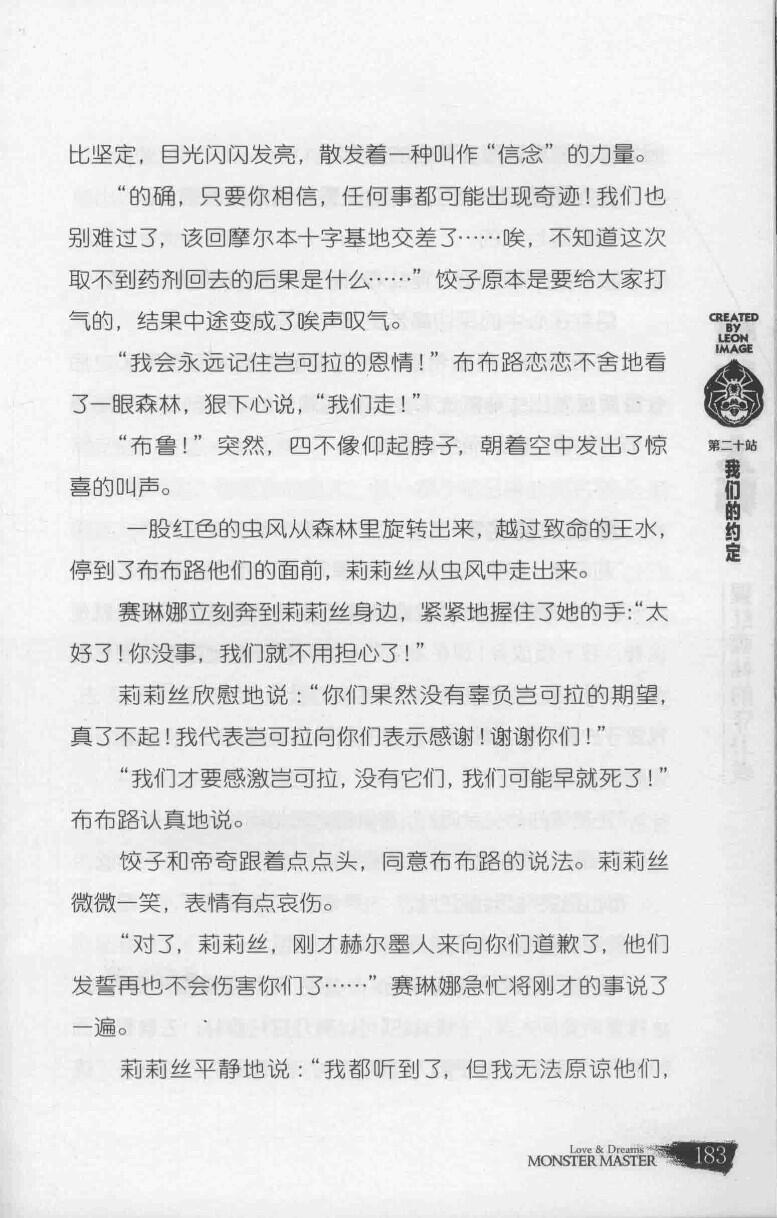 比坚定，目光闪闪发亮，散发着一种叫作“信念”的力量。
“的确，只要你相信，任何事都可能出现奇迹！我们也
别难过了，该回摩尔本十字基地交差了……唉，不知道这次
取不到药剂回去的后果是什么……”饺子原本是要给大家打
气的，结果中途变成了唉声叹气。
“我会永远记住岂可拉的恩情！”布布路恋恋不舍地看
了一眼森林，狠下心说，“我们走！”
“布鲁！”突然，四不像仰起脖子，朝着空中发出了惊
喜的叫声。
一股红色的虫风从森林里旋转出来，越过致命的王水，
停到了布布路他们的面前，莉莉丝从虫风中走出来。
赛琳娜立刻奔到莉莉丝身边，紧紧地握住了她的手：“太
好了！你没事，我们就不用担心了！”
莉莉丝欣慰地说：“你们果然没有辜负岂可拉的期望，
真了不起！我代表岂可拉向你们表示感谢！谢谢你们！”
“我们才要感激岂可拉，没有它们，我们可能早就死了！”
布布路认真地说。
饺子和帝奇跟着点点头，同意布布路的说法。莉莉丝
微微一笑，表情有点哀伤。
“对了，莉莉丝，刚才赫尔墨人来向你们道歉了，他们
发誓再也不会伤害你们了……”赛琳娜急忙将刚才的事说了
一遍。
莉莉丝平静地说：“我都听到了，但我无法原谅他们，
CREATED
BY
LEON
IMAGE
第二十站
我们的约定
Love & Dreams
MONSTER MASTER
183